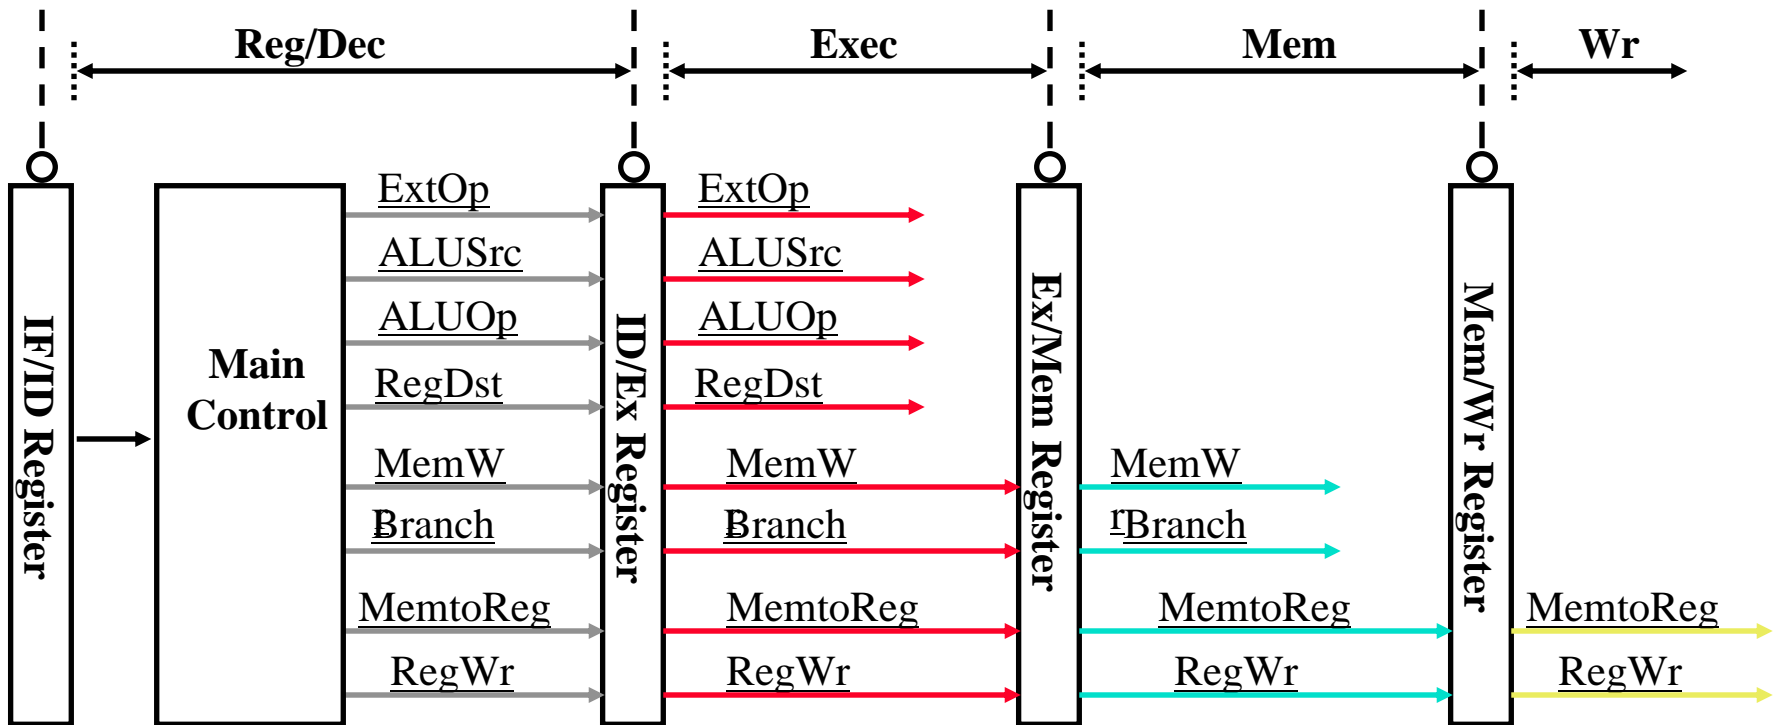 Reg/Dec Exec Mem Wr
ExtOp ExtOp
ALUSrc ALUSrc
ALUOp ALUOp
RegDst RegDst
IF/ID Register
Main
Control
ID/Ex Register
Ex/Mem Register
Mem/Wr Register
MemW MemW MemW
r r r
Branch Branch Branch
MemtoReg MemtoReg MemtoReg MemtoReg
RegWr RegWr RegWr RegWr